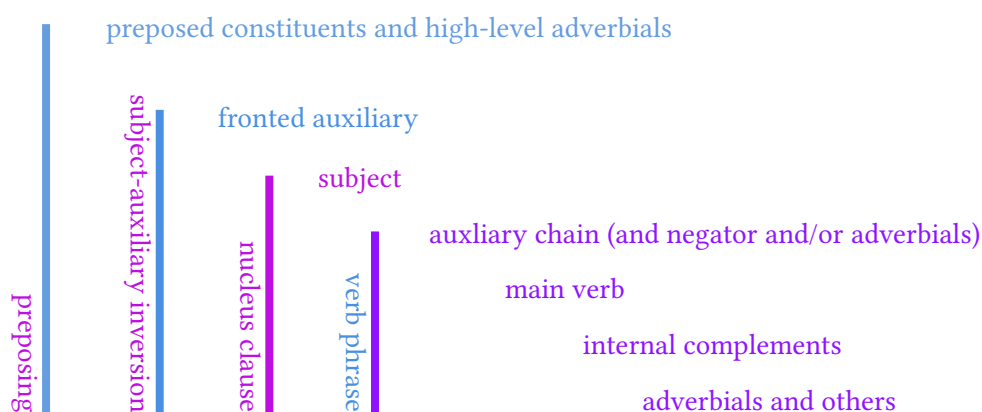 preposed constituents and high-level adverbials
fronted auxiliary
subject
auxliary chain (and negator and/or adverbials)
main verb
internal complements
adverbials and others
preposing
subject-auxiliary inversion
nucleus clause
verb phrase